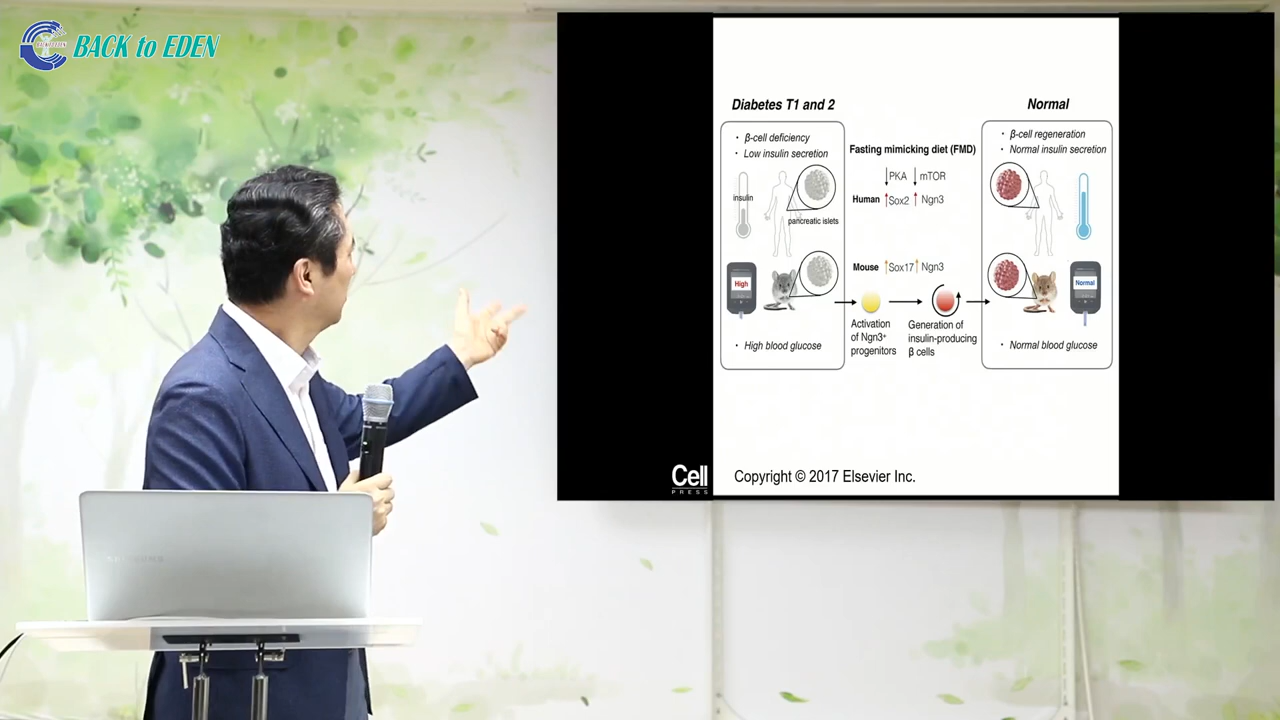 BACK to EDEN
Diabetes T1 and 2
• β-cell deficiency
• Low insulin secretion
insulin
pancreatic islets
High
• High blood glucose
Fasting mimicking diet (FMD)
↓PKA ↓ mTOR
Human ↑Sox2 ↑ Ngn3
Mouse ↑Sox17 ↑ Ngn3
Activation
of Ngn3⁺
progenitors
Generation of
insulin-producing
β cells
Normal
• β-cell regeneration
• Normal insulin secretion
Normal
• Normal blood glucose
Cell
PRESS
Copyright © 2017 Elsevier Inc.